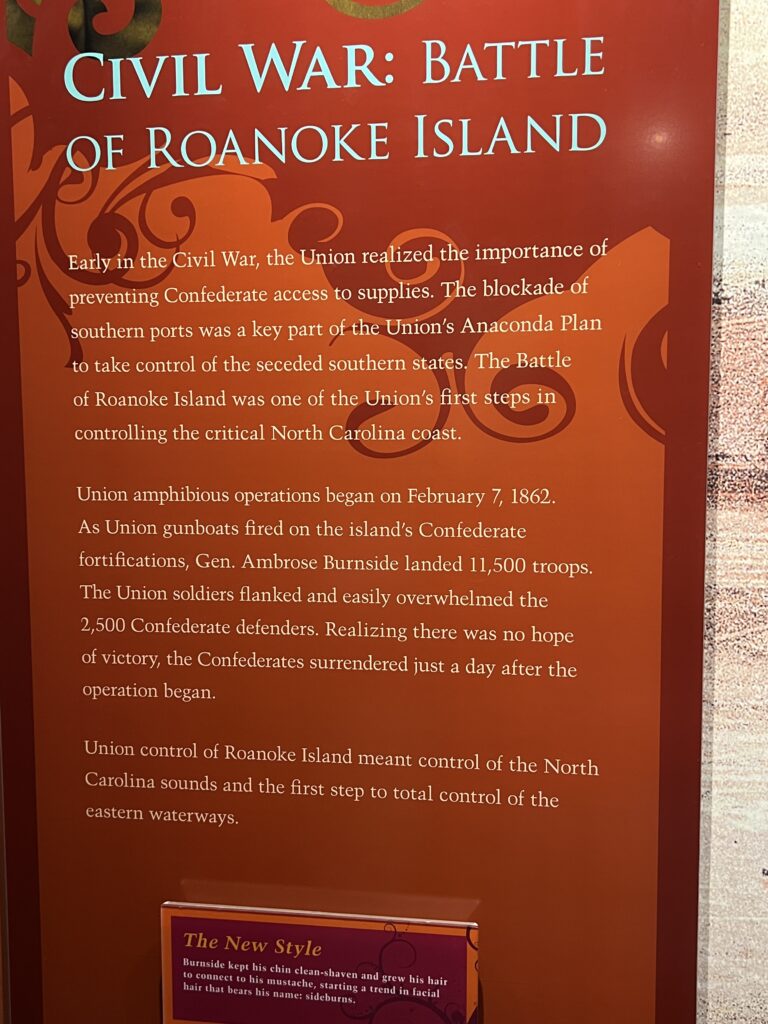 CIVIL WAR: BATTLE
OF ROANOKE ISLAND
Early in the Civil War, the Union realized the importance of
preventing Confederate access to supplies. The blockade of
southern ports was a key part of the Union's Anaconda Plan
to take control of the seceded southern states. The Battle
of Roanoke Island was one of the Union's first steps in
controlling the critical North Carolina coast.
Union amphibious operations began on February 7, 1862.
As Union gunboats fired on the island's Confederate
fortifications, Gen. Ambrose Burnside landed 11,500 troops.
The Union soldiers flanked and easily overwhelmed the
2,500 Confederate defenders. Realizing there was no hope
of victory, the Confederates surrendered just a day after the
operation began.
Union control of Roanoke Island meant control of the North
Carolina sounds and the first step to total control of the
eastern waterways.
The New Style
Burnside kept his chin clean-shaven and grew his hair
to connect to his mustache, starting a trend in facial
hair that bears his name: sideburns.